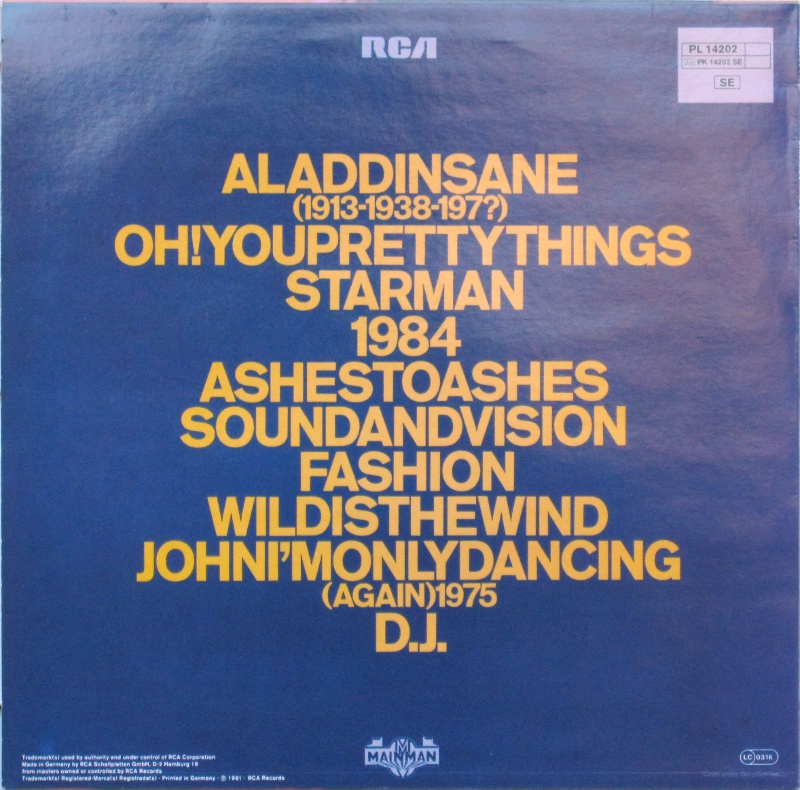 RCA
PL 14202
PK 14202 SE
SE
ALADDINSANE
(1913-1938-197?)
OH!YOUPRETTYTHINGS
STARMAN
1984
ASHESTOASHES
SOUNDANDVISION
FASHION
WILDISTHEWIND
JOHNI'MONLYDANCING
(AGAIN)1975
D.J.
MAINMAN
Trademark(s) used by authority and under control of RCA Corporation
Made in Germany by RCA Schallplatten GmbH, D-2 Hamburg 19
from masters owned or controlled by RCA Records
Trademark(s) Registered-Marca(s) Registrada(s) · Printed in Germany · ℗ 1981 · RCA Records
LC 0316